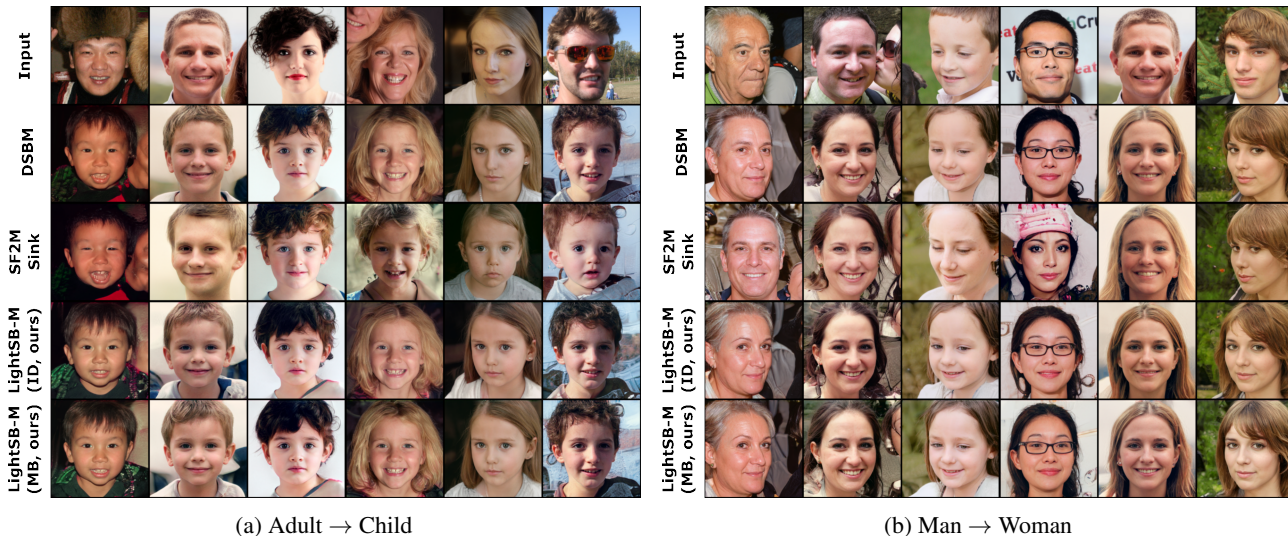 Input
DSBM
SF2M
Sink
LightSB-M
(ID, ours)
LightSB-M
(MB, ours)
(a) Adult → Child
Input
DSBM
SF2M
Sink
LightSB-M
(ID, ours)
LightSB-M
(MB, ours)
(b) Man → Woman